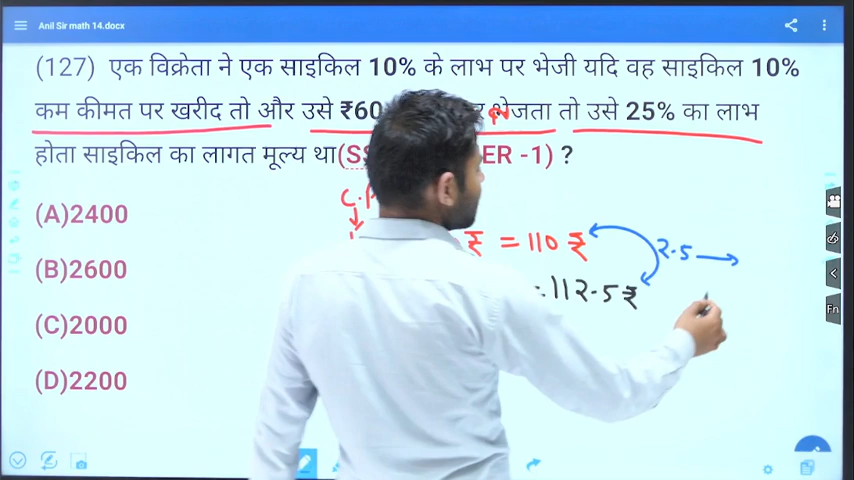 Anil Sir math 14.docx
(127) एक विक्रेता ने एक साइकिल 10% के लाभ पर भेजी यदि वह साइकिल 10%
कम कीमत पर खरीद तो और उसे ₹60 भेजता तो उसे 25% का लाभ
होता साइकिल का लागत मूल्य था(SS ER -1) ?
(A)2400
(B)2600
(C)2000
(D)2200
C.P
₹ = 110 ₹
2.5
= 112.5 ₹
Fn